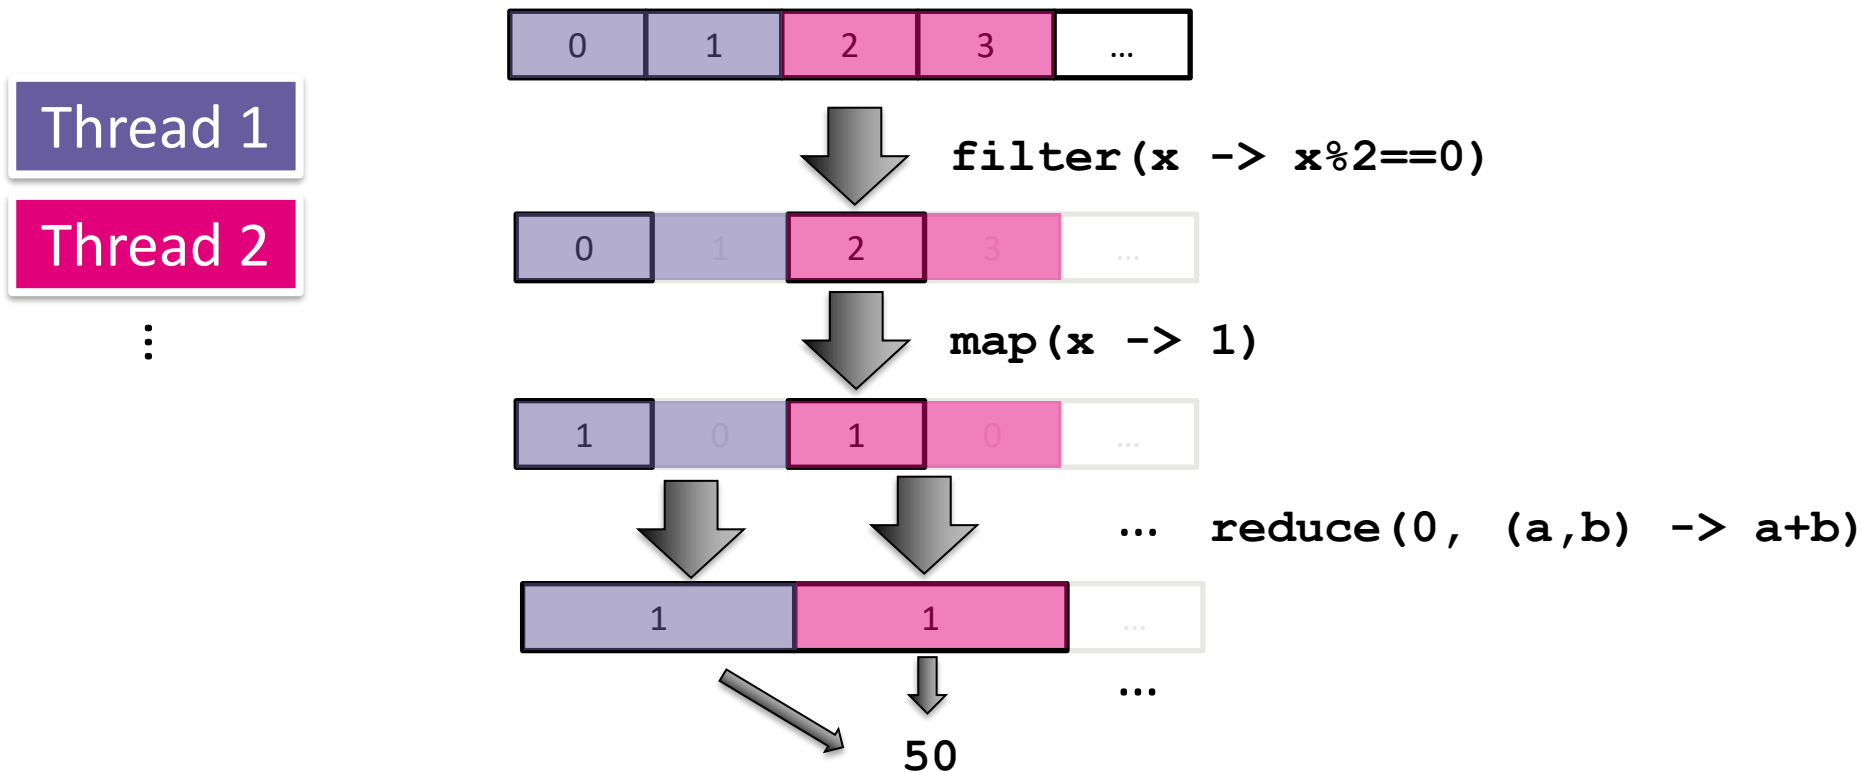 0 1 2 3 ...
Thread 1
filter(x -> x%2==0)
Thread 2
0 1 2 3 ...
⋮
map(x -> 1)
1 0 1 0 ...
... reduce(0, (a,b) -> a+b)
1 1 ...
...
50